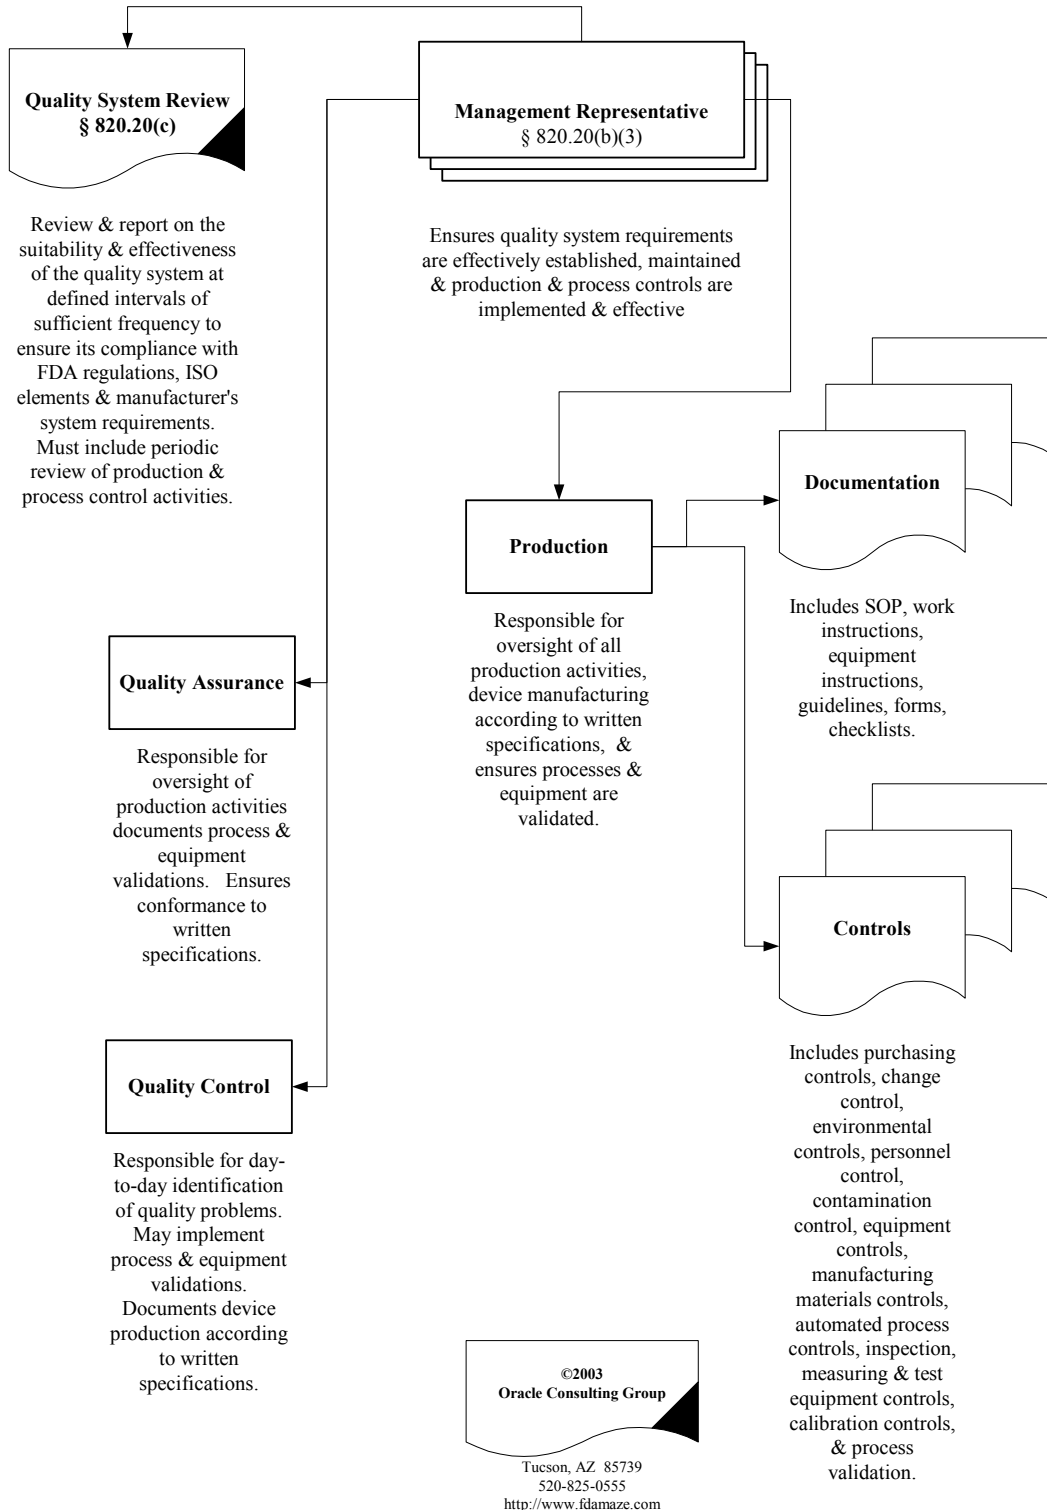 Quality System Review
§ 820.20(c)
Management Representative
§ 820.20(b)(3)
Review & report on the
suitability & effectiveness
of the quality system at
defined intervals of
sufficient frequency to
ensure its compliance with
FDA regulations, ISO
elements & manufacturer's
system requirements.
Must include periodic
review of production &
process control activities.
Ensures quality system requirements
are effectively established, maintained
& production & process controls are
implemented & effective
Documentation
Production
Includes SOP, work
instructions,
equipment
instructions,
guidelines, forms,
checklists.
Responsible for
oversight of all
production activities,
device manufacturing
according to written
specifications, &
ensures processes &
equipment are
validated.
Quality Assurance
Responsible for
oversight of
production activities
documents process &
equipment
validations. Ensures
conformance to
written
specifications.
Controls
Quality Control
Includes purchasing
controls, change
control,
environmental
controls, personnel
control,
contamination
control, equipment
controls,
manufacturing
materials controls,
automated process
controls, inspection,
measuring & test
equipment controls,
calibration controls,
& process
validation.
Responsible for day-
to-day identification
of quality problems.
May implement
process & equipment
validations.
Documents device
production according
to written
specifications.
©2003
Oracle Consulting Group
Tucson, AZ 85739
520-825-0555
http://www.fdamaze.com